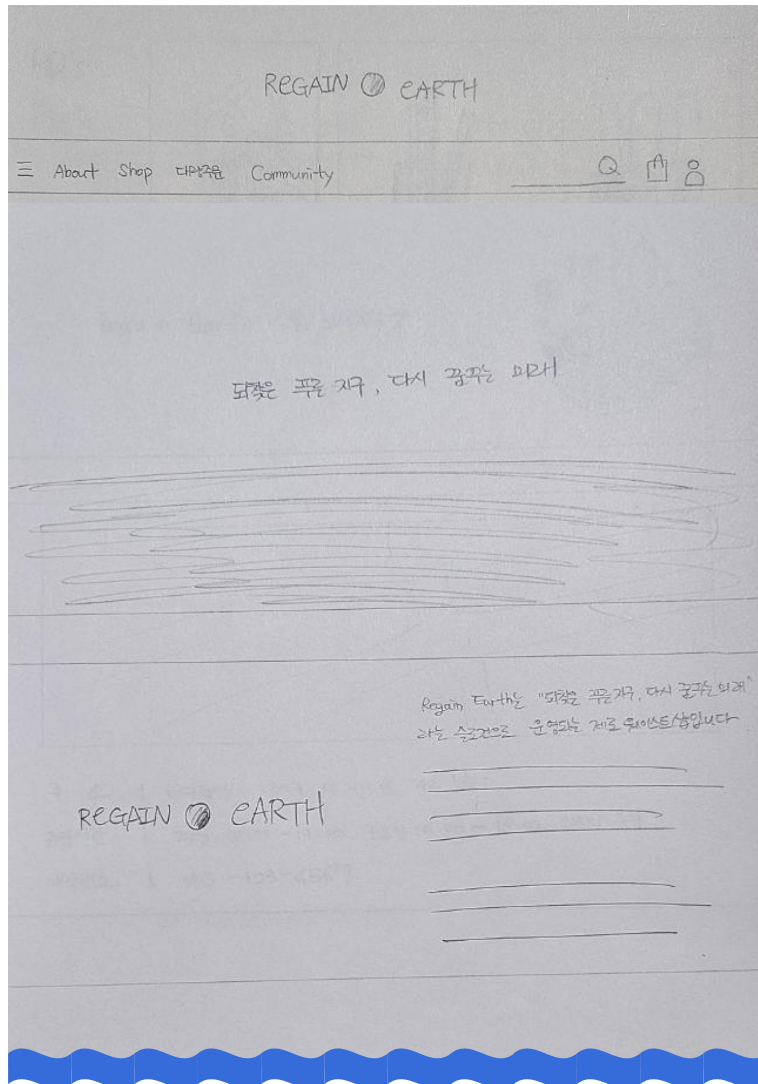 REGAIN EARTH
About Shop 대량주문 Community
되찾은 푸른 지구, 다시 꿈꾸는 미래
Regain Earth는 "되찾은 푸른 지구, 다시 꿈꾸는 미래"
라는 슬로건으로 운영되는 제로웨이스트샵입니다
REGAIN EARTH